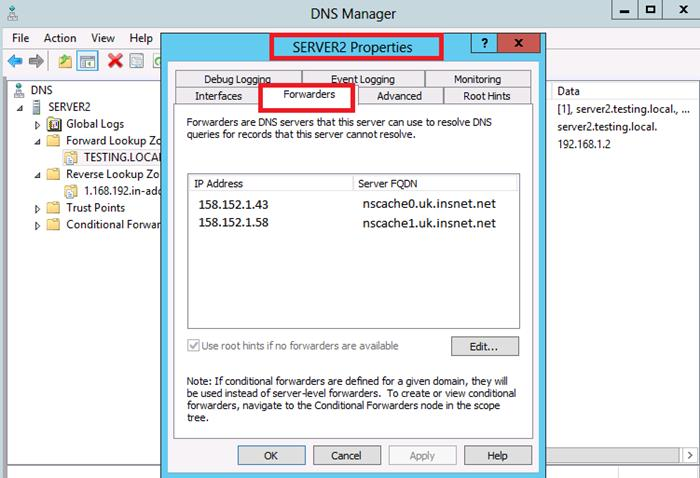 DNS Manager
File Action View Help
DNS
SERVER2
Global Logs
Forward Lookup Zo
TESTING.LOCA
Reverse Lookup Zo
1.168.192.in-add
Trust Points
Conditional Forwar
SERVER2 Properties
?
Debug Logging Event Logging Monitoring
Interfaces Forwarders Advanced Root Hints
Forwarders are DNS servers that this server can use to resolve DNS
queries for records that this server cannot resolve.
IP Address Server FQDN
158.152.1.43 nscache0.uk.insnet.net
158.152.1.58 nscache1.uk.insnet.net
Use root hints if no forwarders are available
Edit...
Note: If conditional forwarders are defined for a given domain, they will
be used instead of server-level forwarders. To create or view conditional
forwarders, navigate to the Conditional Forwarders node in the scope
tree.
OK Cancel Apply Help
Data
[1], server2.testing.local., ...
server2.testing.local.
192.168.1.2